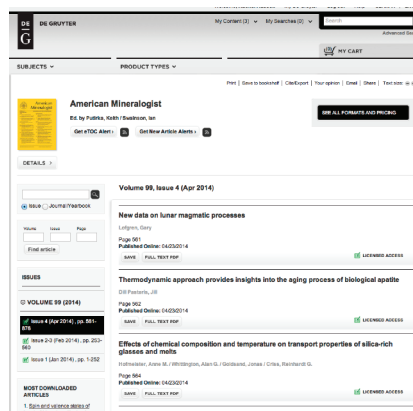 DE GRUYTER
DE
G
My Content (3)
My Searches (0)
Search
MY CART
SUBJECTS
PRODUCT TYPES
Print | Save to bookshelf | Cite/Export | Your opinion | Email | Share | Text size:
American Mineralogist
American
Mineralogist
Ed. by Putirka, Keith / Swainson, Ian
Get eTOC Alert ›
Get New Article Alerts ›
SEE ALL FORMATS AND PRICING
DETAILS >
Issue
Journal/Yearbook
Volume
Issue
Page
Find article
ISSUES
VOLUME 99 (2014)
Issue 4 (Apr 2014) , pp. 561-
876
Issue 2-3 (Feb 2014) , pp. 253-
560
Issue 1 (Jan 2014) , pp. 1-252
MOST DOWNLOADED
ARTICLES
1. Spin and valence states of
Volume 99, Issue 4 (Apr 2014)
New data on lunar magmatic processes
Lofgren, Gary
Page 561
Published Online: 04/23/2014
SAVE
FULL TEXT PDF
LICENSED ACCESS
Thermodynamic approach provides insights into the aging process of biological apatite
Dill Pasteris, Jill
Page 562
Published Online: 04/23/2014
SAVE
FULL TEXT PDF
LICENSED ACCESS
Effects of chemical composition and temperature on transport properties of silica-rich
glasses and melts
Hofmeister, Anne M. / Whittington, Alan G. / Goldsand, Jonas / Criss, Reinhardt G.
Page 564
Published Online: 04/23/2014
SAVE
FULL TEXT PDF
LICENSED ACCESS